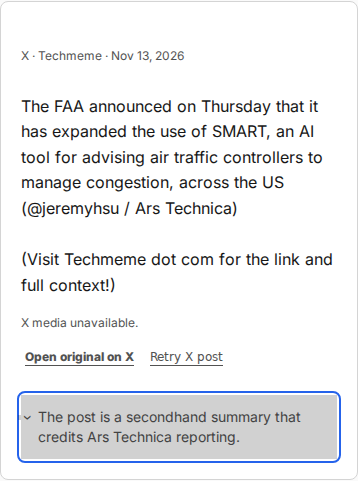 X · Techmeme · Nov 13, 2026
The FAA announced on Thursday that it
has expanded the use of SMART, an AI
tool for advising air traffic controllers to
manage congestion, across the US
(@jeremyhsu / Ars Technica)
(Visit Techmeme dot com for the link and
full context!)
X media unavailable.
Open original on X Retry X post
The post is a secondhand summary that
credits Ars Technica reporting.